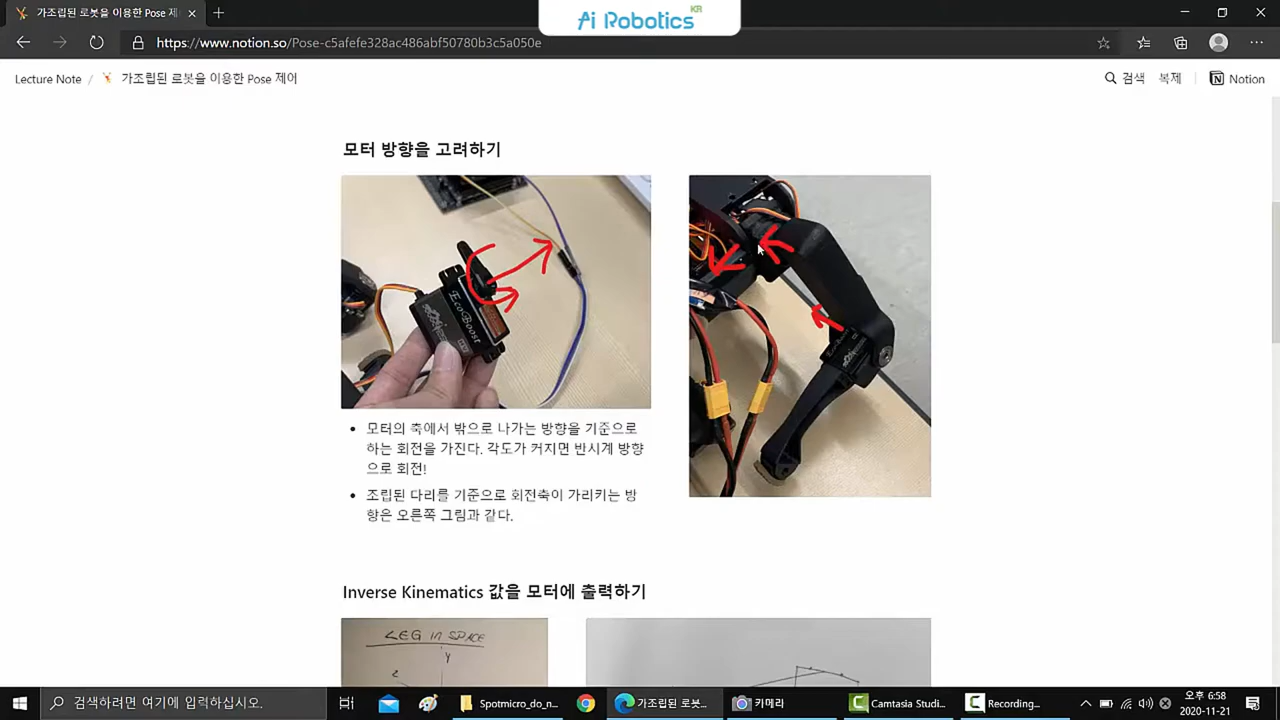 가조립된 로봇을 이용한 Pose 제이
Ai Robotics KR
https://www.notion.so/Pose-c5afefe328ac486abf50780b3c5a050e
Lecture Note / 가조립된 로봇을 이용한 Pose 제이
검색 복제 Notion
모터 방향을 고려하기
EcoBoost
모터의 축에서 밖으로 나가는 방향을 기준으로
하는 회전을 가진다. 각도가 커지면 반시계 방향
으로 회전!
조립된 다리를 기준으로 회전축이 가리키는 방
향은 오른쪽 그림과 같다.
Inverse Kinematics 값을 모터에 출력하기
LEG in SPACE
Y
Z
검색하려면 여기에 입력하십시오.
Spotmicro_do_n...
가조립된 로봇...
카메라
Camtasia Studi...
Recording...
오후 6:58
2020-11-21